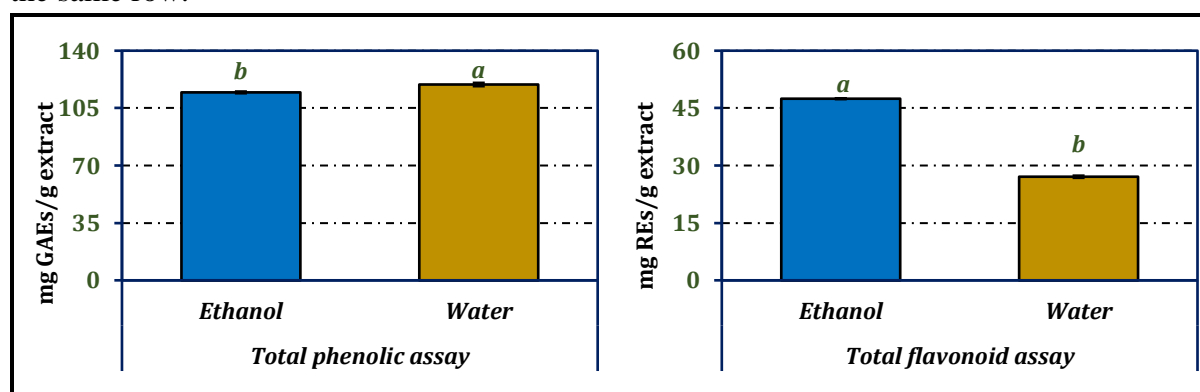 the same row.
mg GAEs/g extract
140
105
70
35
0
b
a
Ethanol
Water
Total phenolic assay
mg REs/g extract
60
45
30
15
0
a
b
Ethanol
Water
Total flavonoid assay